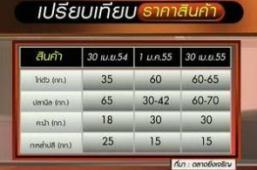 เปรียบเทียบ ราคาสินค้า
สินค้า 30 เม.ย.54 1 ม.ค.55 30 เม.ย.55
ไก่ตัว (กก.) 35 60 60-65
ปลานิล (กก.) 65 30-42 60-70
คะน้า (กก.) 18 30 30
กะหล่ำปลี (กก.) 25 15 15
ที่มา : ตลาดยิ่งเจริญ